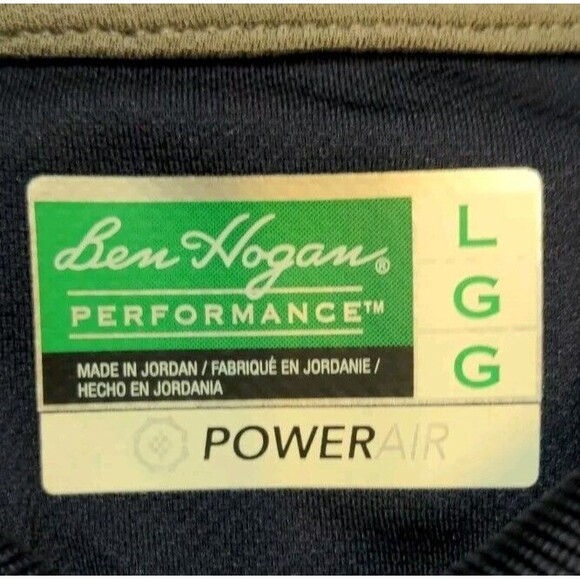 Ben Hogan®
PERFORMANCE™
MADE IN JORDAN / FABRIQUÉ EN JORDANIE /
HECHO EN JORDANIA
L
G
G
POWERAIR